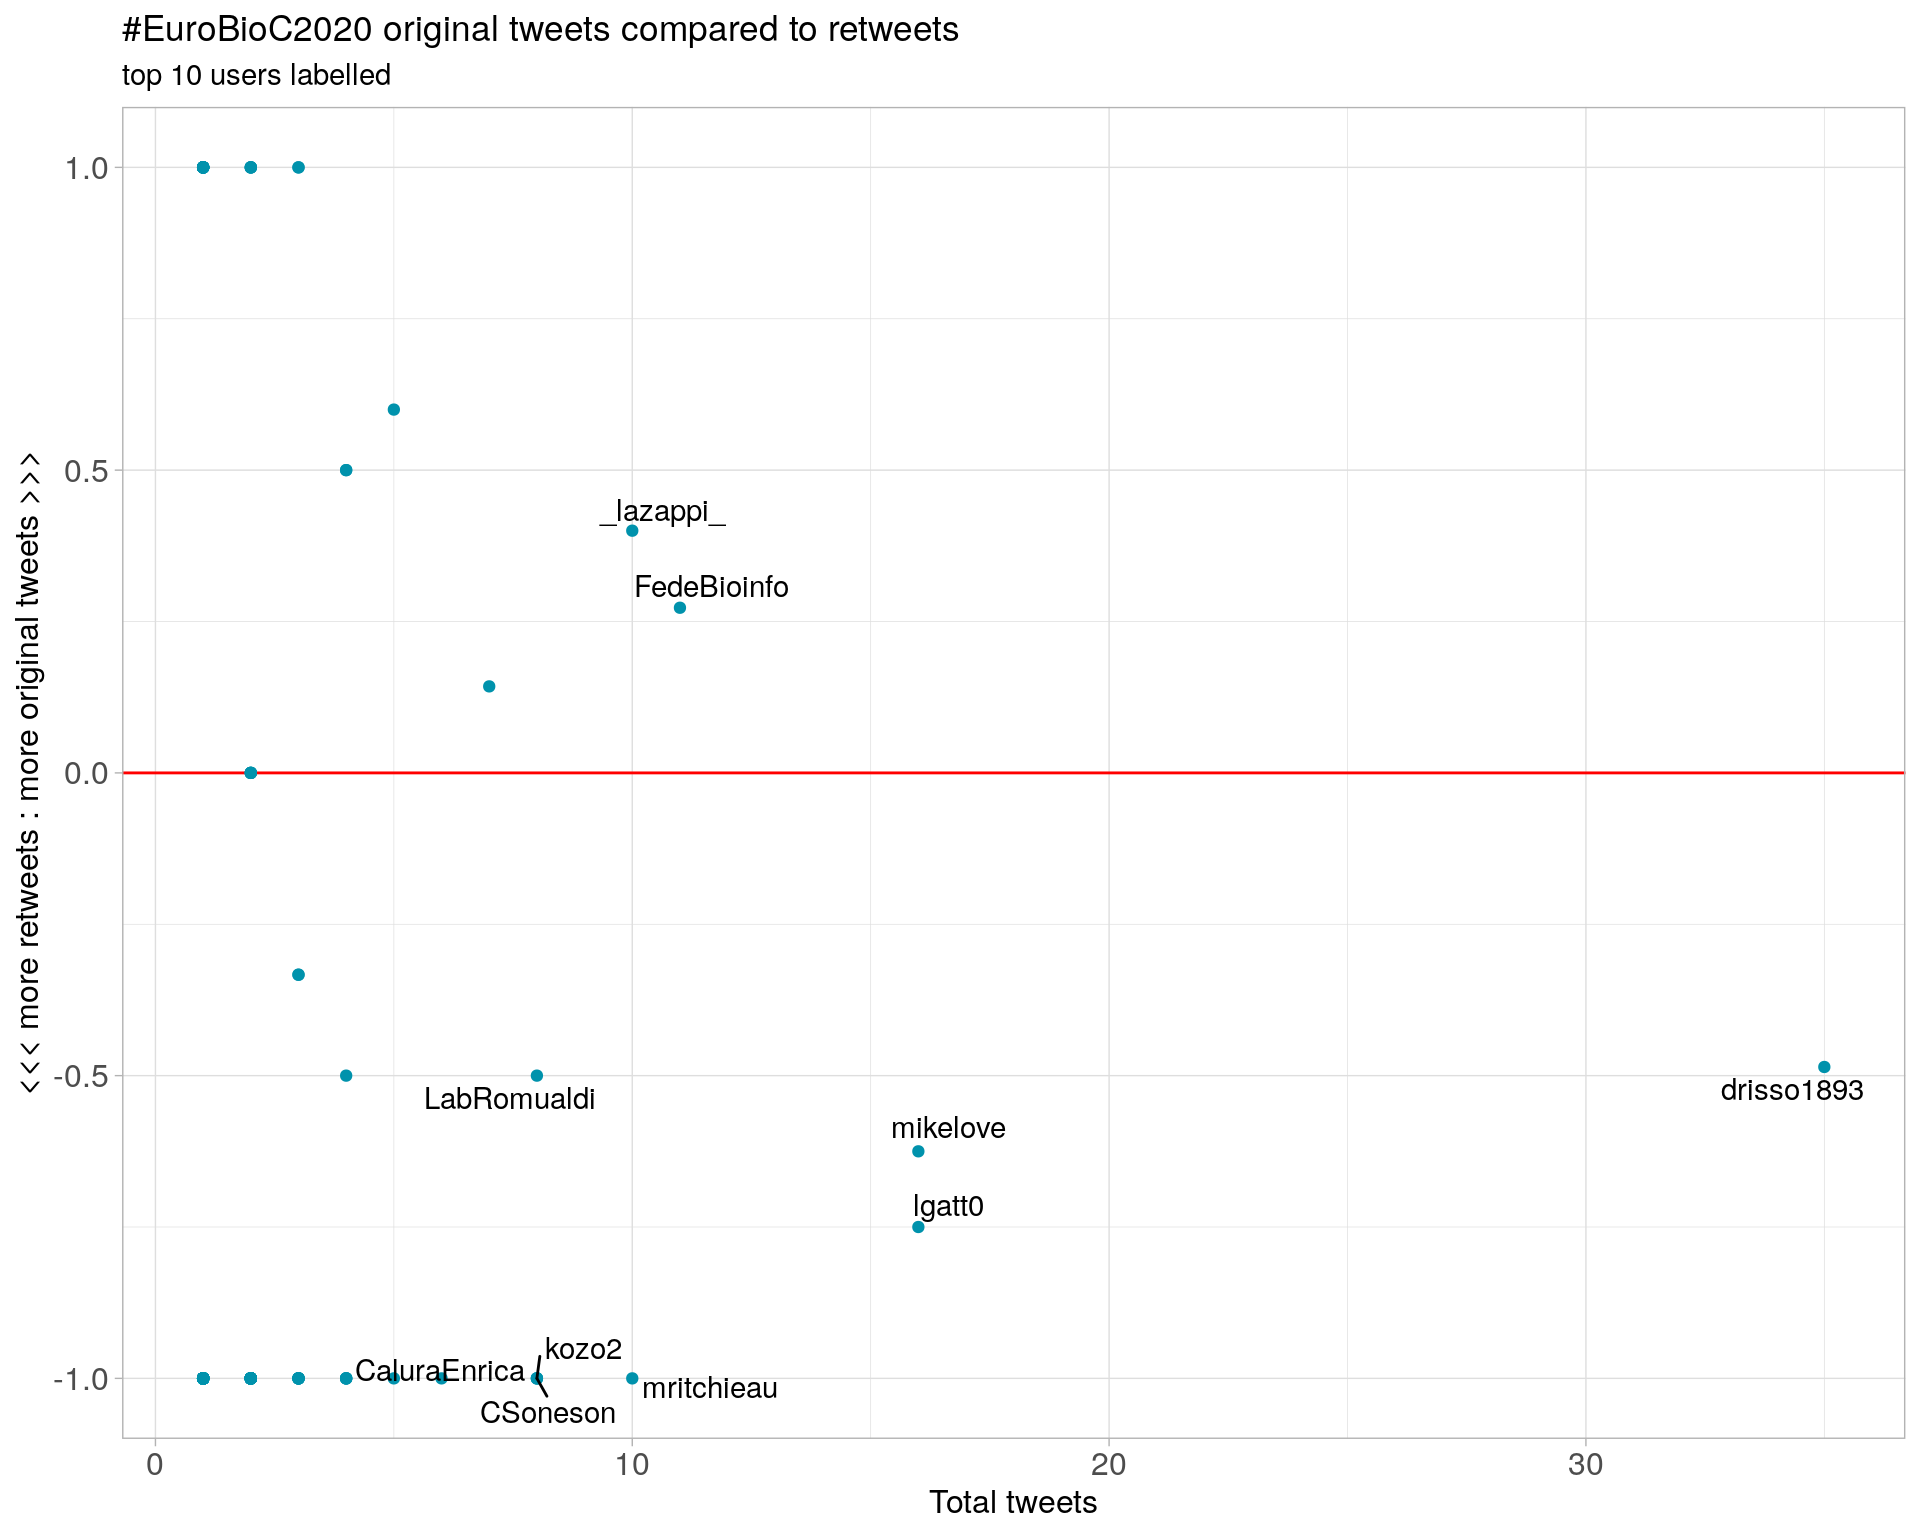 #EuroBioC2020 original tweets compared to retweets
top 10 users labelled
<<< more retweets : more original tweets >>>
1.0
0.5
0.0
-0.5
-1.0
_lazappi_
FedeBioinfo
LabRomualdi
drisso1893
mikelove
lgatt0
kozo2
CaluraEnrica
mritchieau
CSoneson
0 10 20 30
Total tweets